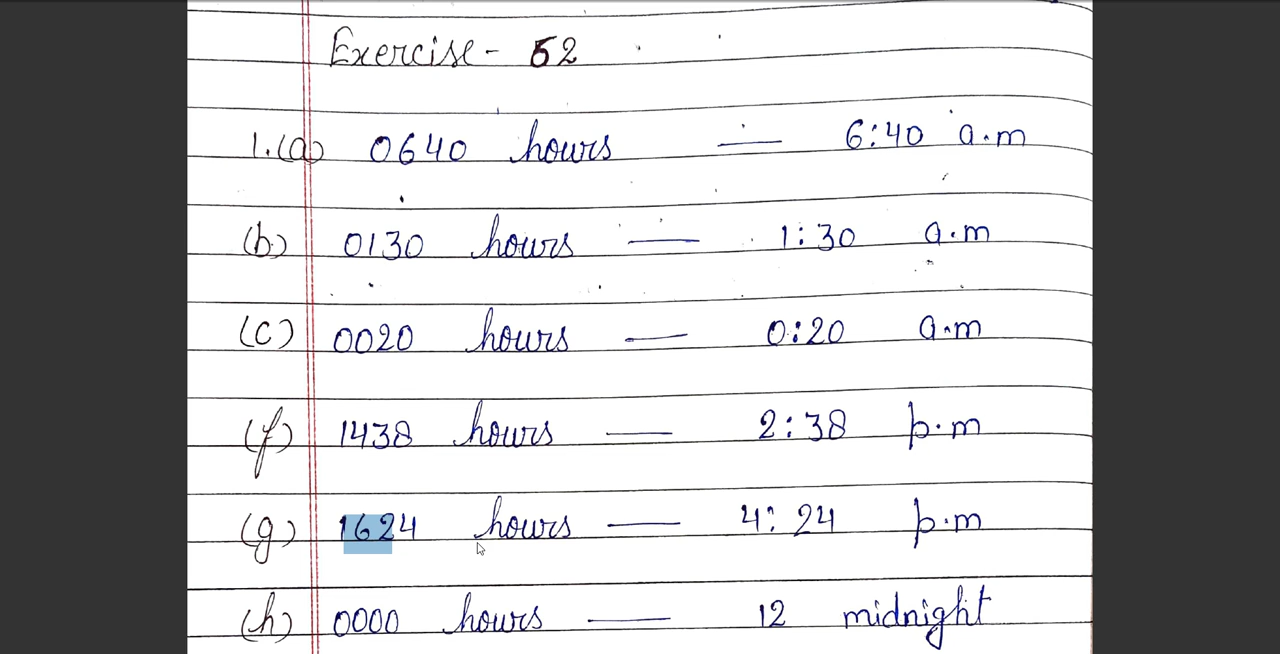 Exercise - 52
1.(a) 0640 hours — 6:40 a.m
(b) 0130 hours — 1:30 a.m
(c) 0020 hours — 0:20 a.m
(f) 1438 hours — 2:38 p.m
(g) 1624 hours — 4:24 p.m
(h) 0000 hours — 12 midnight